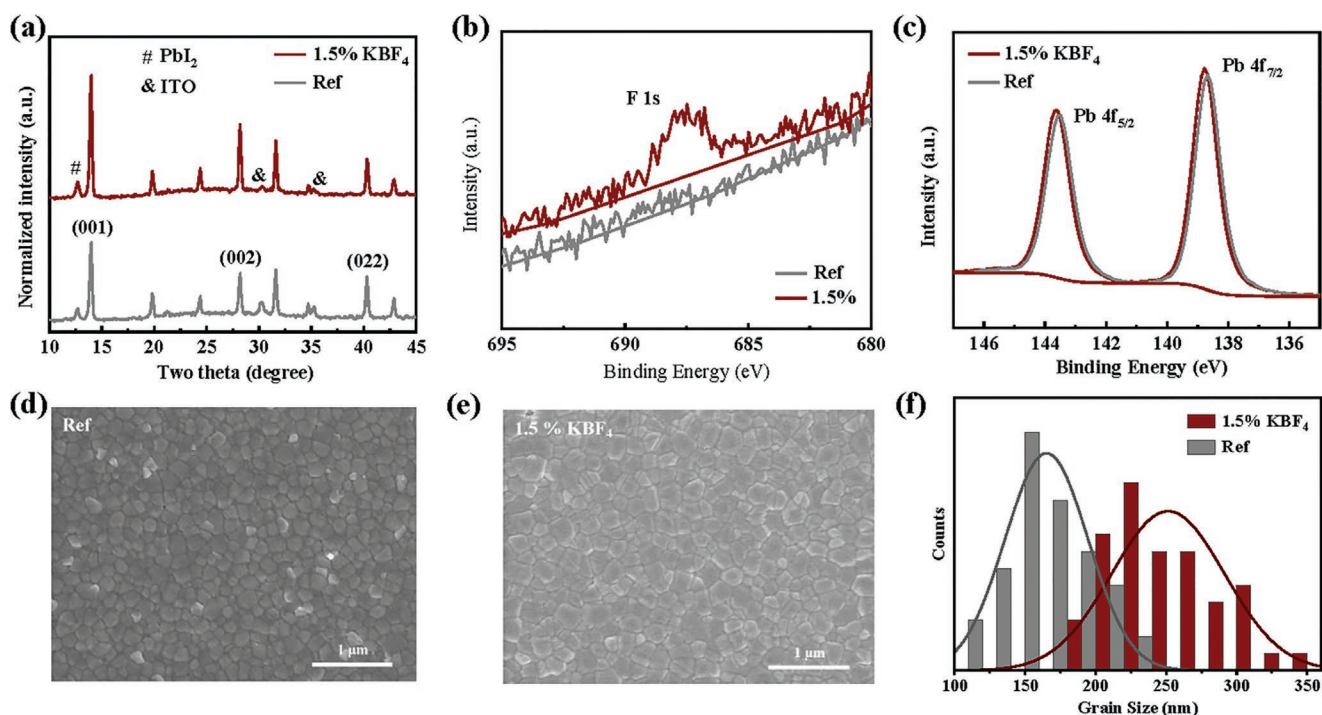 (a)
# PbI2
& ITO
1.5% KBF4
Ref
#
&
&
(001)
(002)
(022)
Normalized intensity (a.u.)
10 15 20 25 30 35 40 45
Two theta (degree)
(b)
F 1s
Ref
1.5%
Intensity (a.u.)
695 690 685 680
Binding Energy (eV)
(c)
1.5% KBF4
Ref
Pb 4f7/2
Pb 4f5/2
Intensity (a.u.)
146 144 142 140 138 136
Binding Energy (eV)
(d)
Ref
1 μm
(e)
1.5 % KBF4
1 μm
(f)
1.5% KBF4
Ref
Counts
100 150 200 250 300 350
Grain Size (nm)